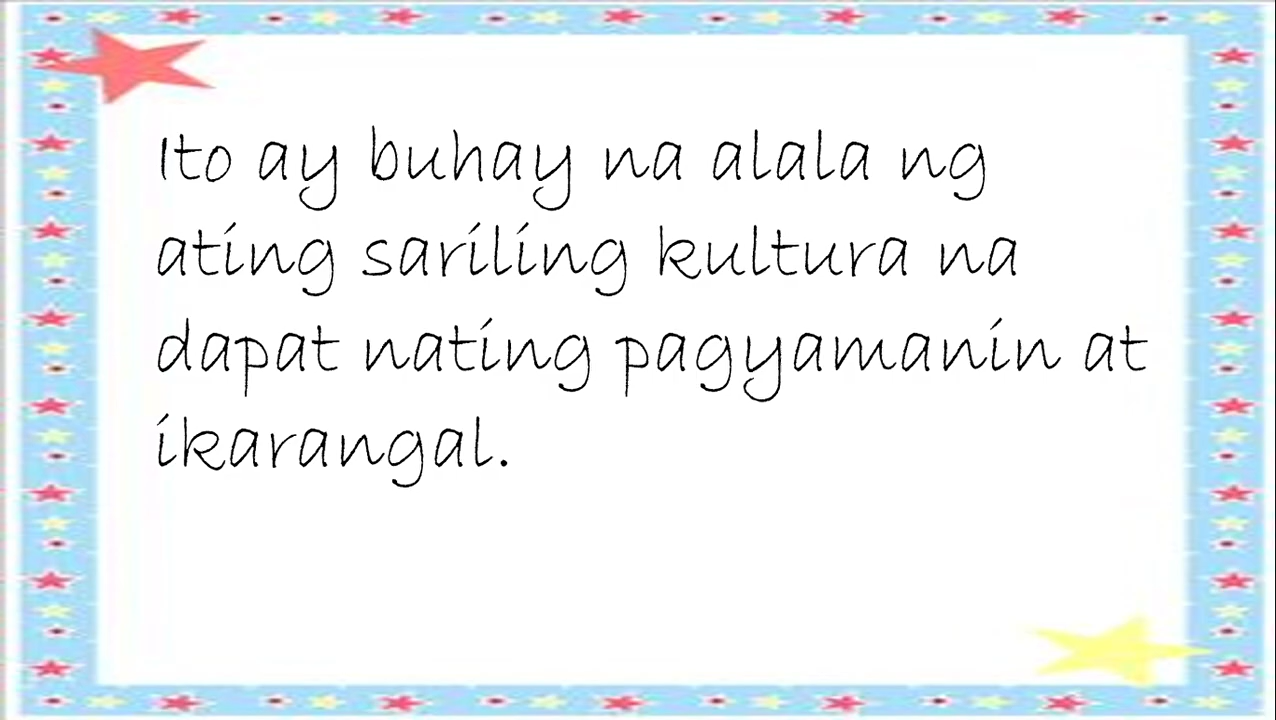 Ito ay buhay na alala ng
ating sariling kultura na
dapat nating pagyamanin at
ikarangal.